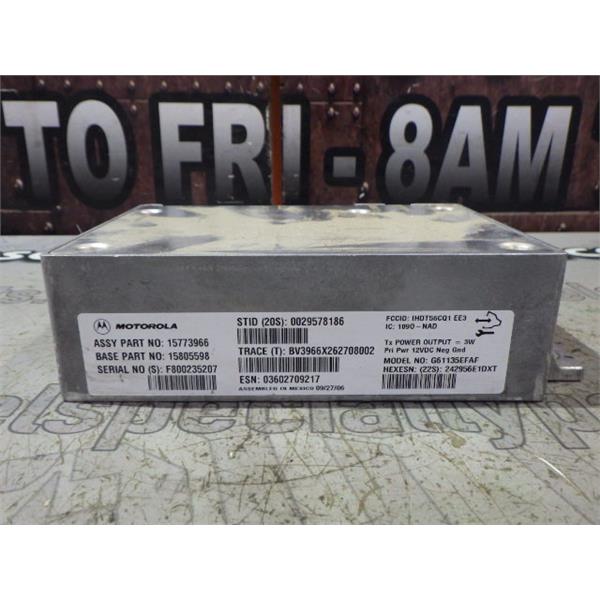 TO FRI - 8AM
MOTOROLA
ASSY PART NO: 15773966
BASE PART NO: 15805598
SERIAL NO (S): F800235207
STID (20S): 0029578186
TRACE (T): BV3966X262708002
ESN: 03602709217
ASSEMBLED IN MEXICO 09/27/06
FCCID: IHDT56CQ1 EE3
IC: 1090-NAD
Tx POWER OUTPUT = 3W
Pri Pwr 12VDC Neg Gnd
MODEL NO: G61135EFAF
HEXESN: (22S): 242956E1DXT